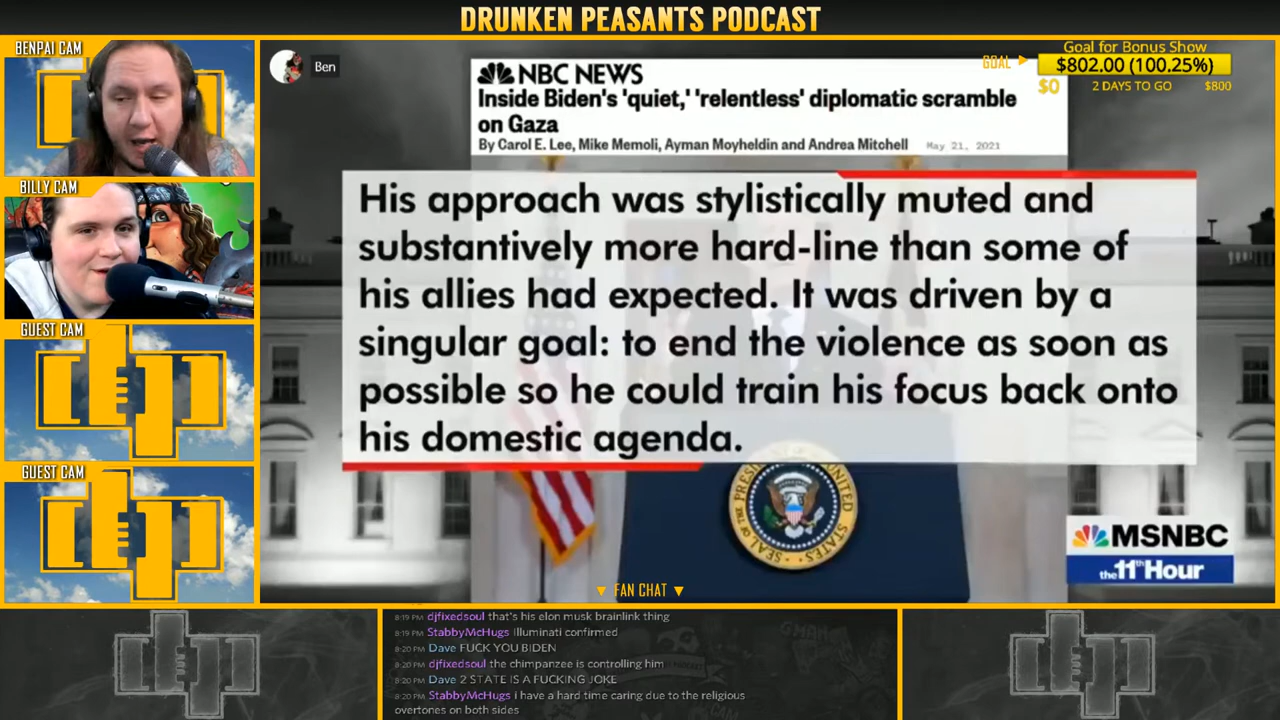 DRUNKEN PEASANTS PODCAST
BENPAI CAM
BILLY CAM
GUEST CAM
GUEST CAM
Ben
GOAL
Goal for Bonus Show
$802.00 (100.25%)
$0
2 DAYS TO GO
$800
NBC NEWS
Inside Biden's 'quiet,' 'relentless' diplomatic scramble
on Gaza
By Carol E. Lee, Mike Memoli, Ayman Moyheldin and Andrea Mitchell
May 21, 2021
His approach was stylistically muted and
substantively more hard-line than some of
his allies had expected. It was driven by a
singular goal: to end the violence as soon as
possible so he could train his focus back onto
his domestic agenda.
MSNBC
the 11th Hour
▼ FAN CHAT ▼
8:19 PM djfixedsoul that's his elon musk brainlink thing
8:19 PM StabbyMcHugs Illuminati confirmed
8:20 PM Dave FUCK YOU BIDEN
8:20 PM djfixedsoul the chimpanzee is controlling him
8:20 PM Dave 2 STATE IS A FUCKING JOKE
8:20 PM StabbyMcHugs i have a hard time caring due to the religious
overtones on both sides